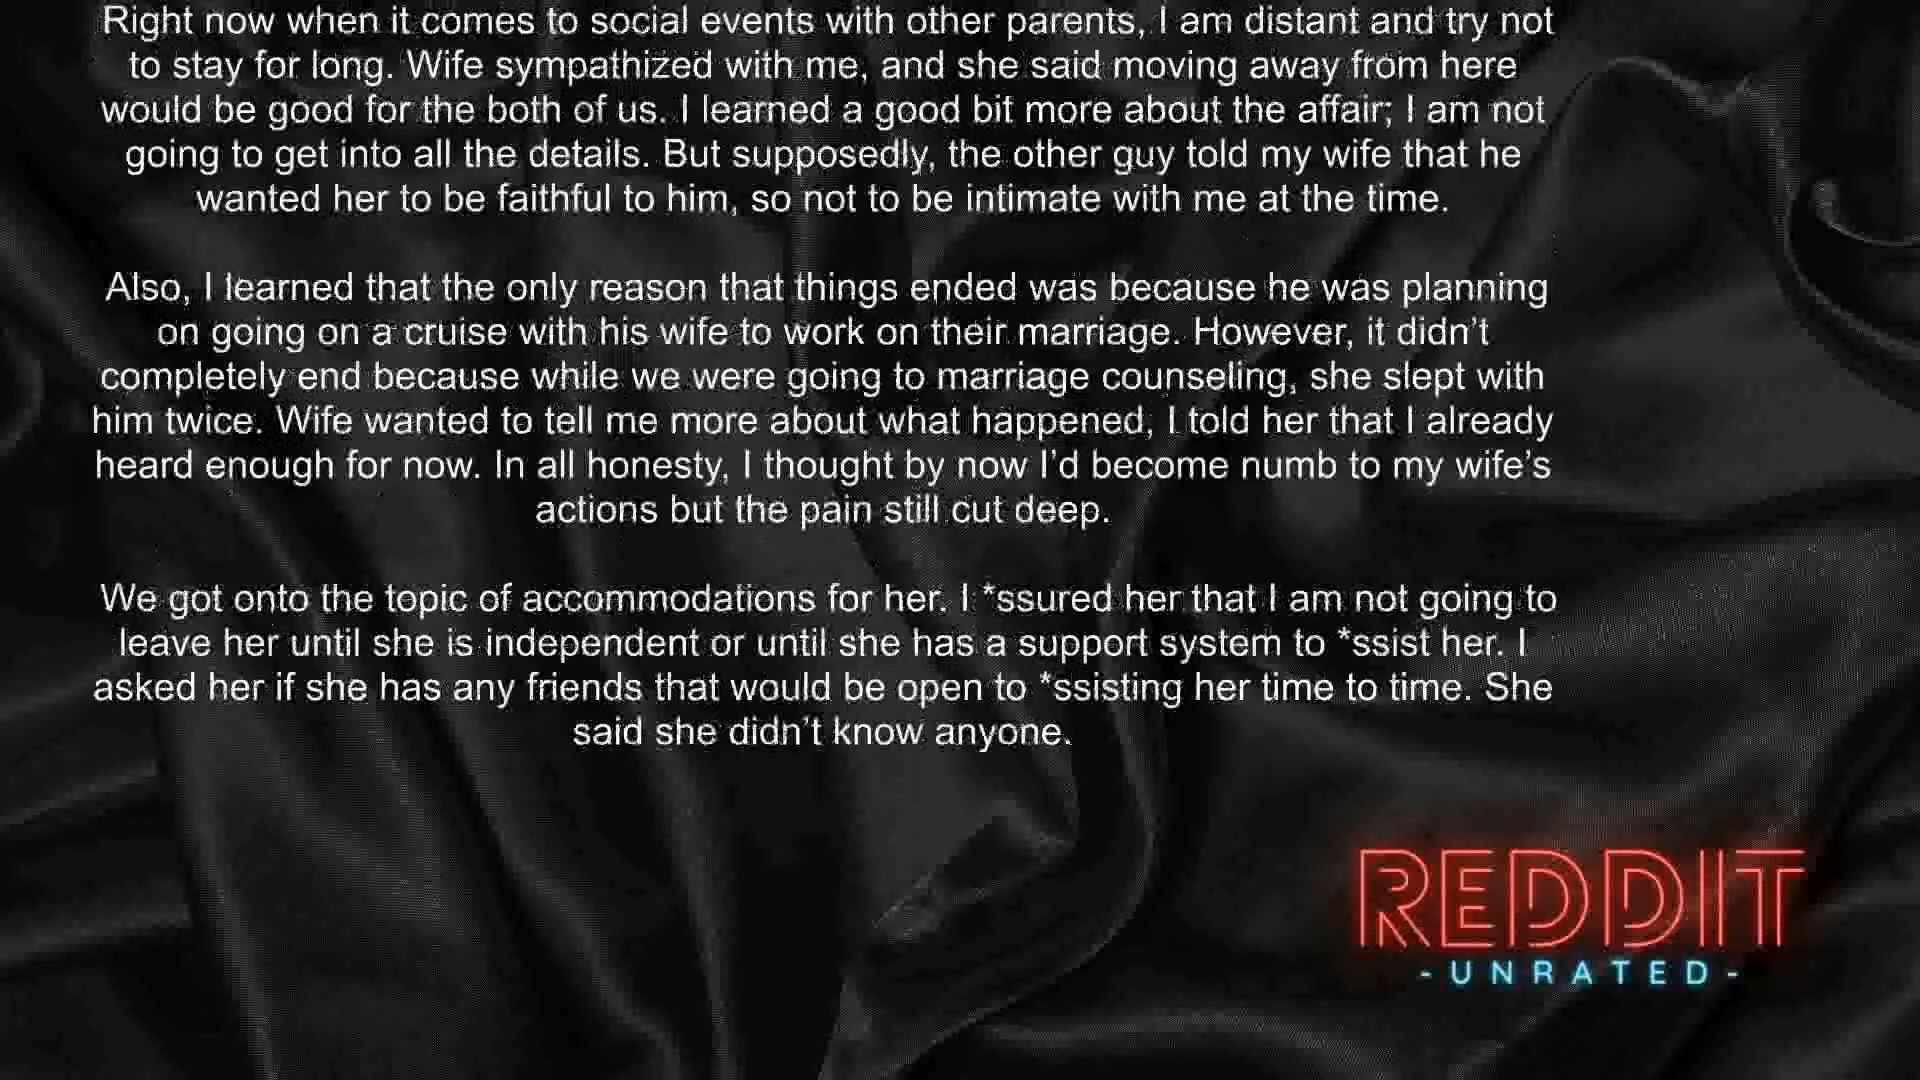 Right now when it comes to social events with other parents, I am distant and try not
to stay for long. Wife sympathized with me, and she said moving away from here
would be good for the both of us. I learned a good bit more about the affair; I am not
going to get into all the details. But supposedly, the other guy told my wife that he
wanted her to be faithful to him, so not to be intimate with me at the time.
Also, I learned that the only reason that things ended was because he was planning
on going on a cruise with his wife to work on their marriage. However, it didn’t
completely end because while we were going to marriage counseling, she slept with
him twice. Wife wanted to tell me more about what happened, I told her that I already
heard enough for now. In all honesty, I thought by now I’d become numb to my wife’s
actions but the pain still cut deep.
We got onto the topic of accommodations for her. I *ssured her that I am not going to
leave her until she is independent or until she has a support system to *ssist her. I
asked her if she has any friends that would be open to *ssisting her time to time. She
said she didn’t know anyone.
REDDIT
-UNRATED-